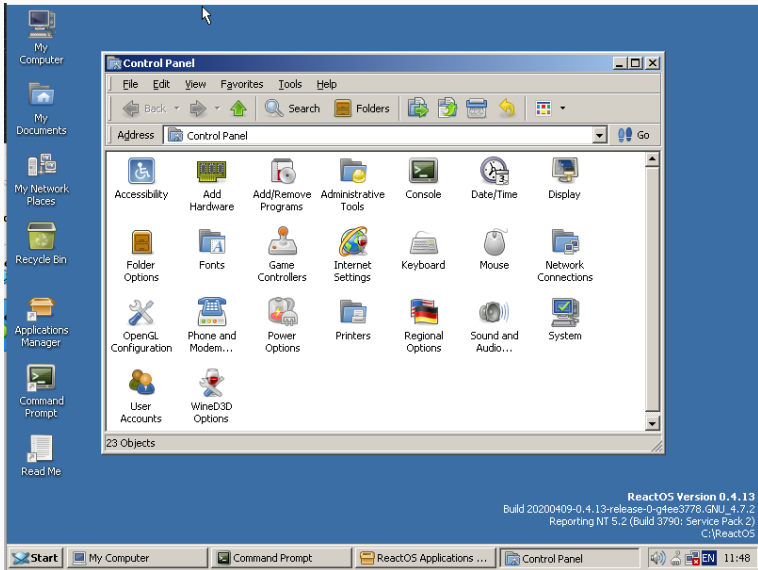 My
Computer
My
Documents
My Network
Places
Recycle Bin
Applications
Manager
Command
Prompt
Read Me
Control Panel
File Edit View Favorites Tools Help
Back Search Folders
Address Control Panel Go
Accessibility
Add
Hardware
Add/Remove
Programs
Administrative
Tools
Console
Date/Time
Display
Folder
Options
Fonts
Game
Controllers
Internet
Settings
Keyboard
Mouse
Network
Connections
OpenGL
Configuration
Phone and
Modem...
Power
Options
Printers
Regional
Options
Sound and
Audio...
System
User
Accounts
WineD3D
Options
23 Objects
ReactOS Version 0.4.13
Build 20200409-0.4.13-release-0-g4ee3778.GNU_4.7.2
Reporting NT 5.2 (Build 3790: Service Pack 2)
C:\ReactOS
Start My Computer Command Prompt ReactOS Applications ... Control Panel EN 11:48